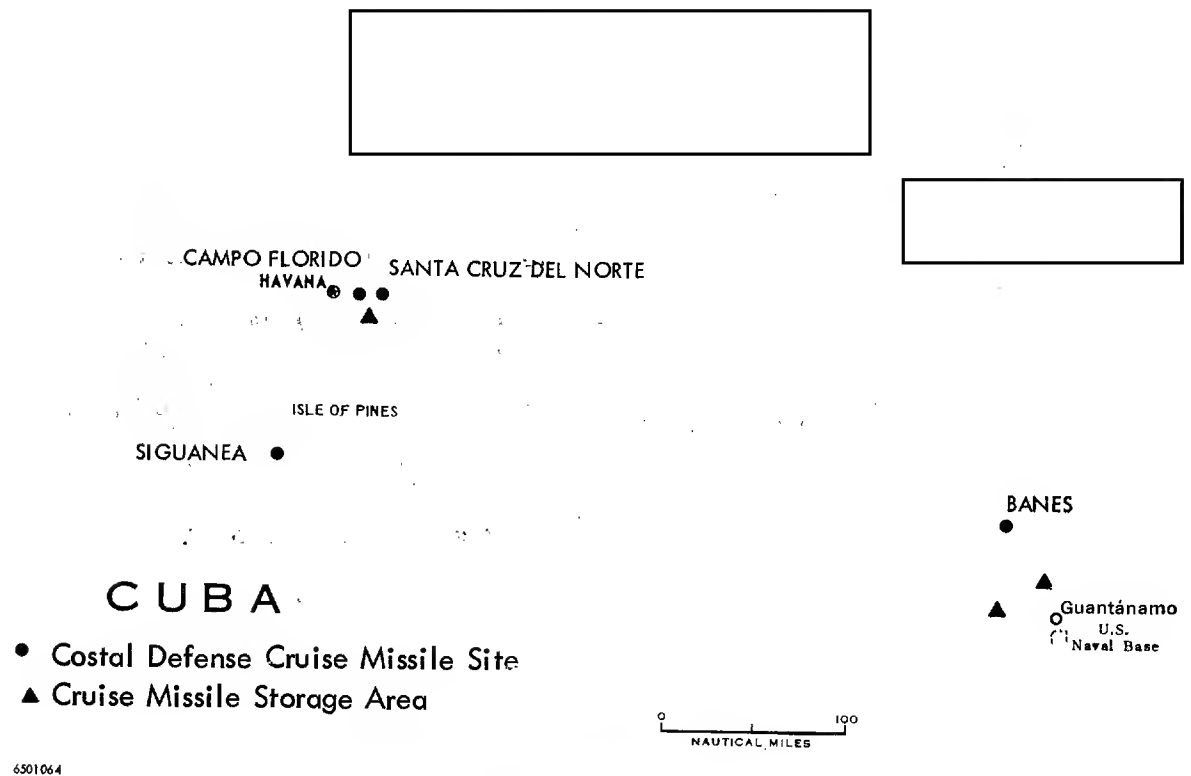 CAMPO FLORIDO
SANTA CRUZ DEL NORTE
HAVANA
ISLE OF PINES
SIGUANEA
BANES
Guantánamo
U.S.
Naval Base
CUBA
Costal Defense Cruise Missile Site
Cruise Missile Storage Area
0 100
NAUTICAL MILES
6501064